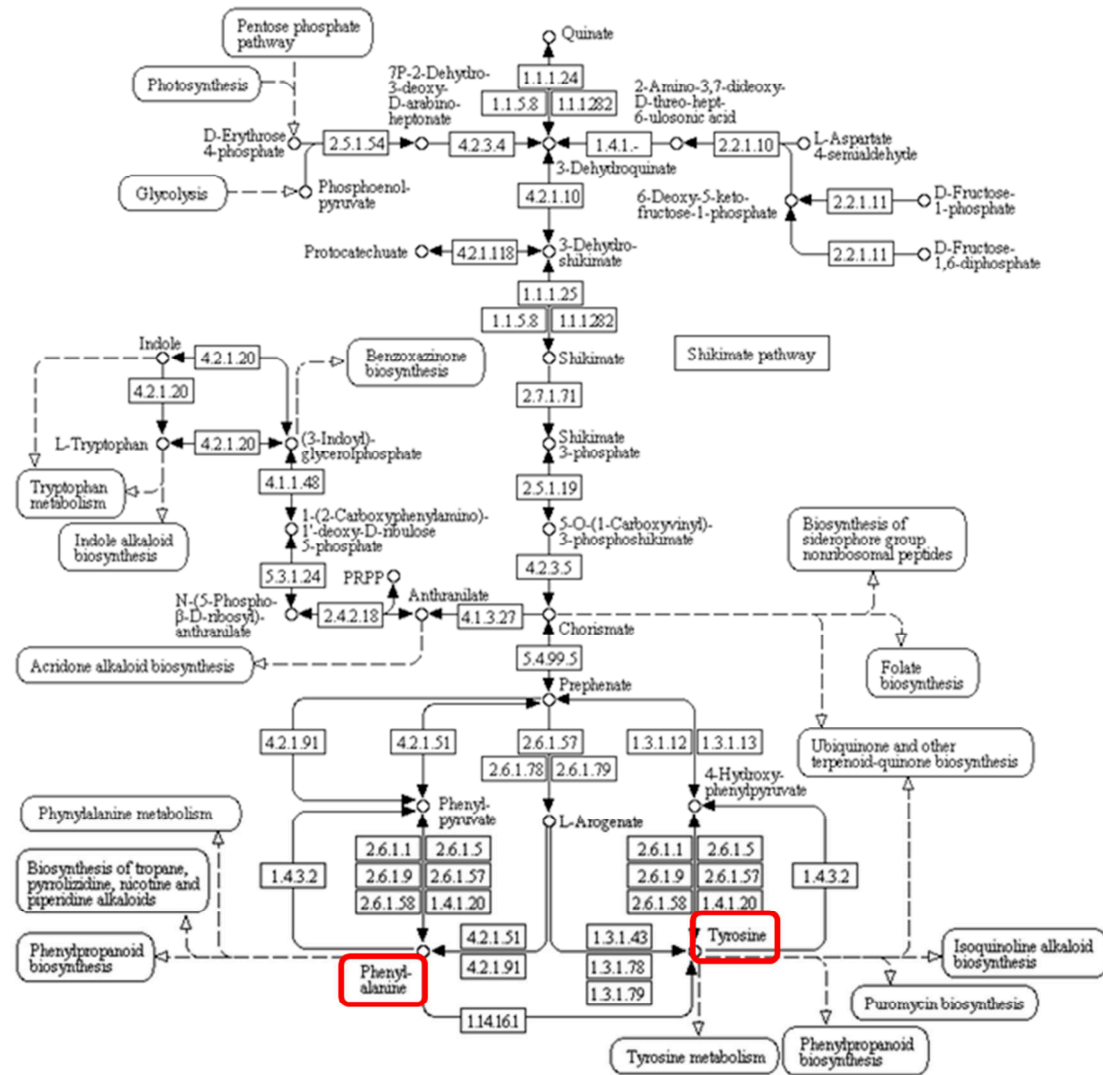 Pentose phosphate
pathway
Quinate
Photosynthesis
7P-2-Dehydro-
3-deoxy-
D-arabino-
heptonate
1.1.1.24
1.1.5.8
1.1.1282
2-Amino-3,7-dideoxy-
D-threo-hept-
6-ulosonic acid
D-Erythrose
4-phosphate
2.5.1.54
4.2.3.4
1.4.1.-
2.2.1.10
L-Aspartate
4-semialdehyde
3-Dehydroquinate
Glycolysis
Phosphoenol-
pyruvate
4.2.1.10
6-Deoxy-5-keto-
fructose-1-phosphate
2.2.1.11
D-Fructose-
1-phosphate
Protocatechuate
4.2.1.118
3-Dehydro-
shikimate
2.2.1.11
D-Fructose-
1,6-diphosphate
1.1.1.25
1.1.5.8
1.1.1282
Indole
4.2.1.20
Benzoxazinone
biosynthesis
Shikimate
Shikimate pathway
4.2.1.20
2.7.1.71
L-Tryptophan
4.2.1.20
(3-Indoyl)-
glycerolphosphate
Shikimate
3-phosphate
Tryptophan
metabolism
4.1.1.48
2.5.1.19
Indole alkaloid
biosynthesis
1-(2-Carboxyphenylamino)-
1'-deoxy-D-ribulose
5-phosphate
5-O-(1-Carboxyvinyl)-
3-phosphoshikimate
Biosynthesis of
siderophore group
nonribosomal peptides
5.3.1.24
PRPP
4.2.3.5
N-(5-Phospho-
β-D-ribosyl)-
anthranilate
2.4.2.18
Anthranilate
4.1.3.27
Chorismate
Acridone alkaloid biosynthesis
5.4.99.5
Folate
biosynthesis
Prephenate
4.2.1.91
4.2.1.51
2.6.1.57
2.6.1.78
2.6.1.79
1.3.1.12
1.3.1.13
Ubiquinone and other
terpenoid-quinone biosynthesis
4-Hydroxy-
phenylpyruvate
Phynylalanine metabolism
Phenyl-
pyruvate
L-Arogenate
Biosynthesis of tropane,
pyrrolizidine, nicotine and
piperidine alkaloids
1.4.3.2
2.6.1.1
2.6.1.5
2.6.1.9
2.6.1.57
2.6.1.58
1.4.1.20
2.6.1.1
2.6.1.5
2.6.1.9
2.6.1.57
2.6.1.58
1.4.1.20
1.4.3.2
Phenylpropanoid
biosynthesis
4.2.1.51
4.2.1.91
1.3.1.43
1.3.1.78
1.3.1.79
Tyrosine
Isoquinoline alkaloid
biosynthesis
Phenyl-
alanine
Puromycin biosynthesis
1.14.16.1
Tyrosine metabolism
Phenylpropanoid
biosynthesis